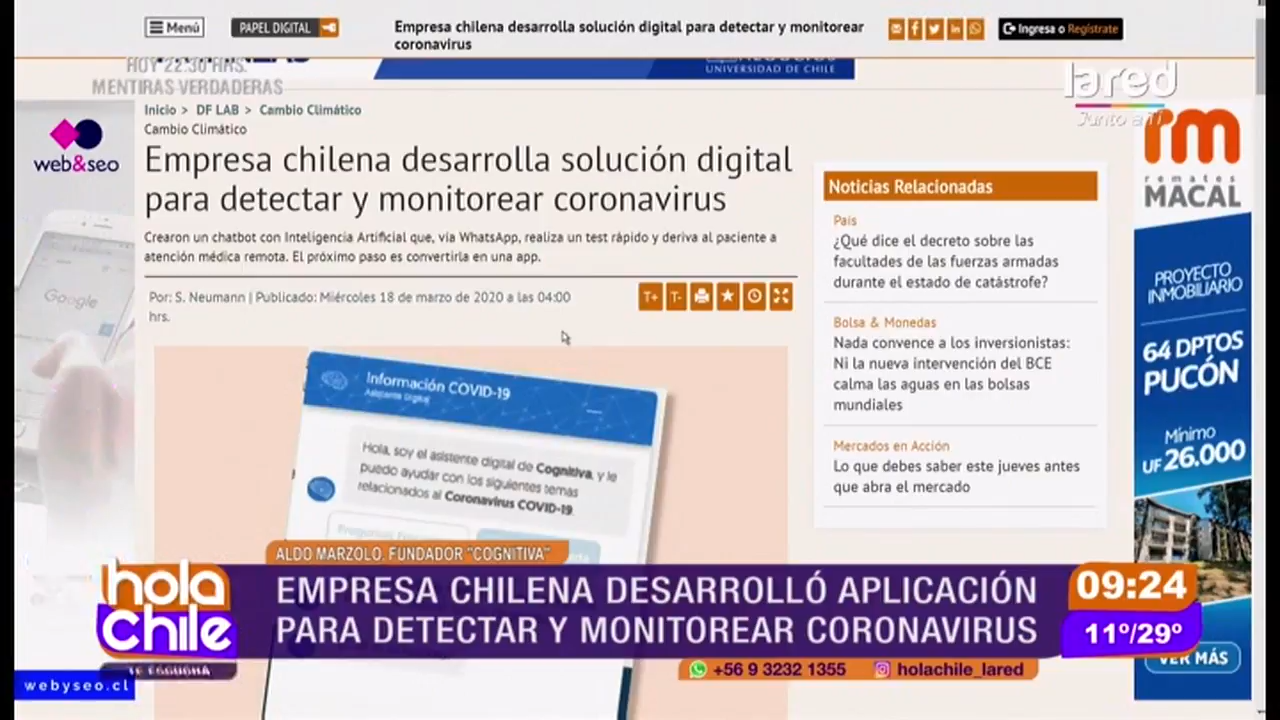 Menú
PAPEL DIGITAL
Empresa chilena desarrolla solución digital para detectar y monitorear
coronavirus
Ingresa o Regístrate
HOY 22:30 HRS.
MENTIRAS VERDADERAS
UNIVERSIDAD DE CHILE
lared
Junto a Ti
web&seo
Google
Inicio > DF LAB > Cambio Climático
Cambio Climático
Empresa chilena desarrolla solución digital
para detectar y monitorear coronavirus
Crearon un chatbot con Inteligencia Artificial que, vía WhatsApp, realiza un test rápido y deriva al paciente a
atención médica remota. El próximo paso es convertirla en una app.
Por: S. Neumann | Publicado: Miércoles 18 de marzo de 2020 a las 04:00
hrs.
T+
T-
Información COVID-19
Asistente Digital
Hola, soy el asistente digital de Cognitiva, y le
puedo ayudar con los siguientes temas
relacionados al Coronavirus COVID-19.
Noticias Relacionadas
País
¿Qué dice el decreto sobre las
facultades de las fuerzas armadas
durante el estado de catástrofe?
Bolsa & Monedas
Nada convence a los inversionistas:
Ni la nueva intervención del BCE
calma las aguas en las bolsas
mundiales
Mercados en Acción
Lo que debes saber este jueves antes
que abra el mercado
rm
remates
MACAL
PROYECTO
INMOBILIARIO
64 DPTOS
PUCÓN
Mínimo
UF 26.000
VER MÁS
ALDO MARZOLO, FUNDADOR "COGNITIVA"
EMPRESA CHILENA DESARROLLÓ APLICACIÓN
PARA DETECTAR Y MONITOREAR CORONAVIRUS
hola
chile
TE ESCUCHA
09:24
11º/29º
+56 9 3232 1355
holachile_lared
webyseo.cl